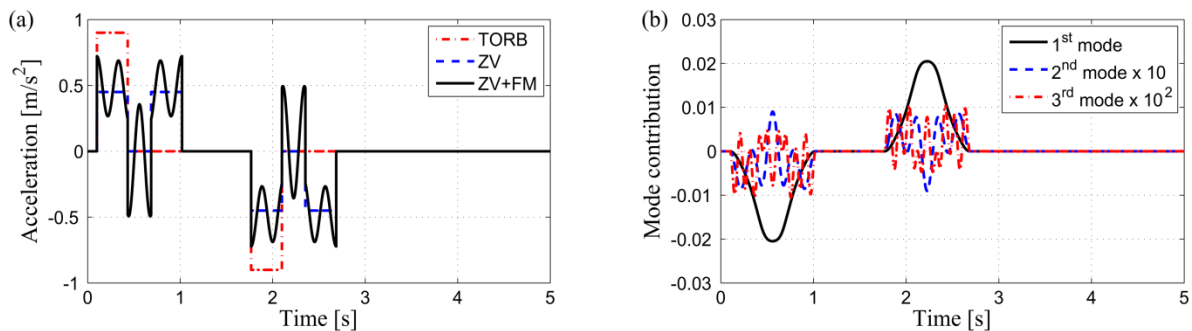 (a)
Acceleration [m/s²]
1
0.5
0
-0.5
-1
TORB
ZV
ZV+FM
0 1 2 3 4 5
Time [s]
(b)
Mode contribution
0.03
0.02
0.01
0
-0.01
-0.02
-0.03
1st mode
2nd mode x 10
3rd mode x 10²
0 1 2 3 4 5
Time [s]